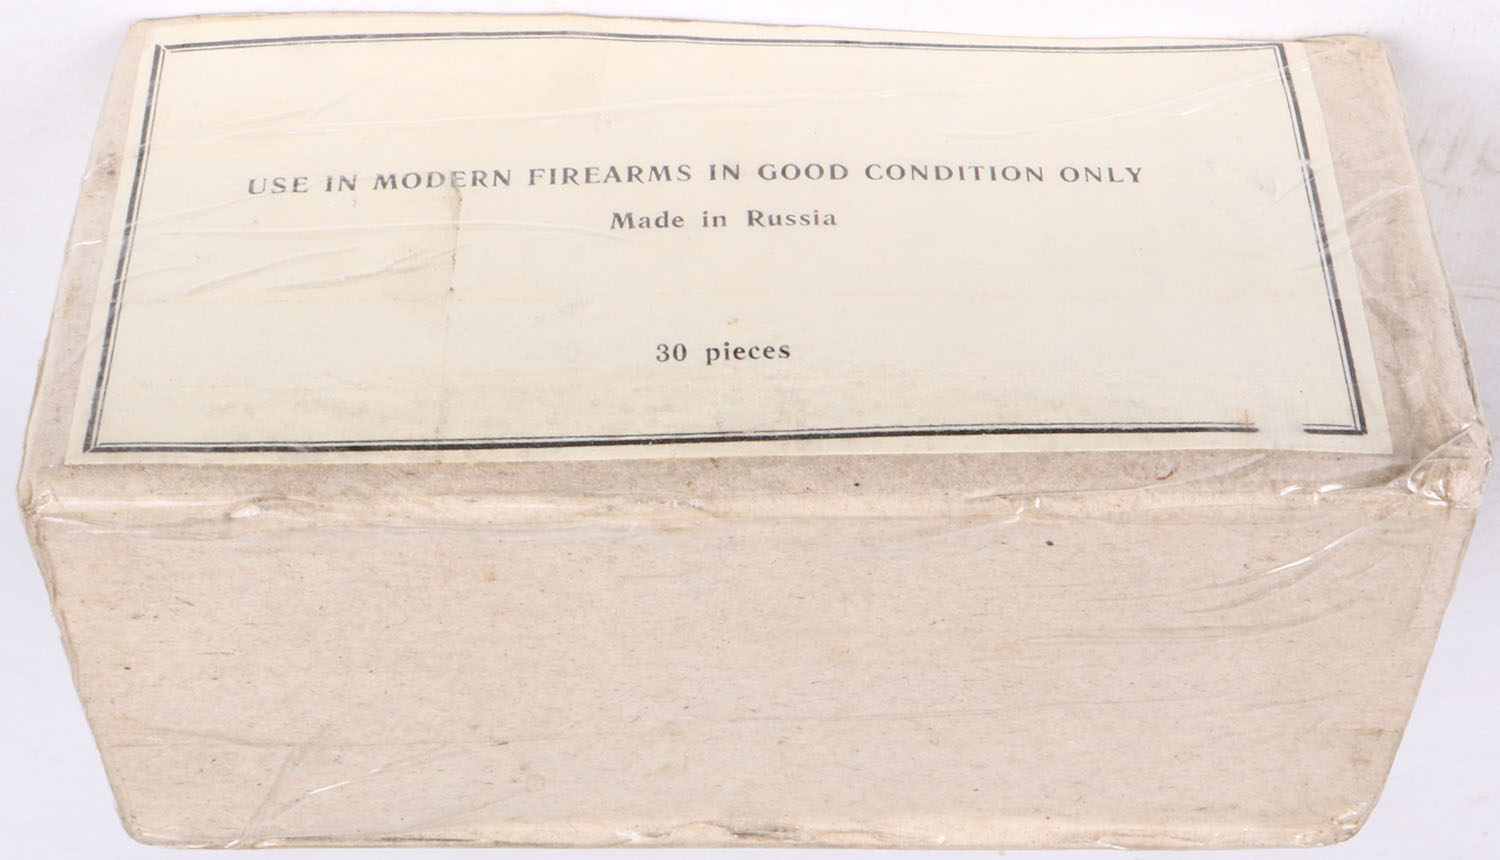 USE IN MODERN FIREARMS IN GOOD CONDITION ONLY
Made in Russia
30 pieces